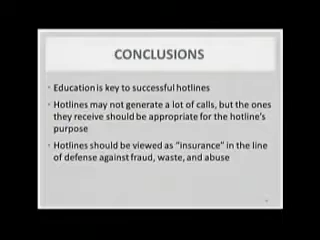 CONCLUSIONS
• Education is key to successful hotlines
• Hotlines may not generate a lot of calls, but the ones
they receive should be appropriate for the hotline's
purpose
• Hotlines should be viewed as "insurance" in the line
of defense against fraud, waste, and abuse